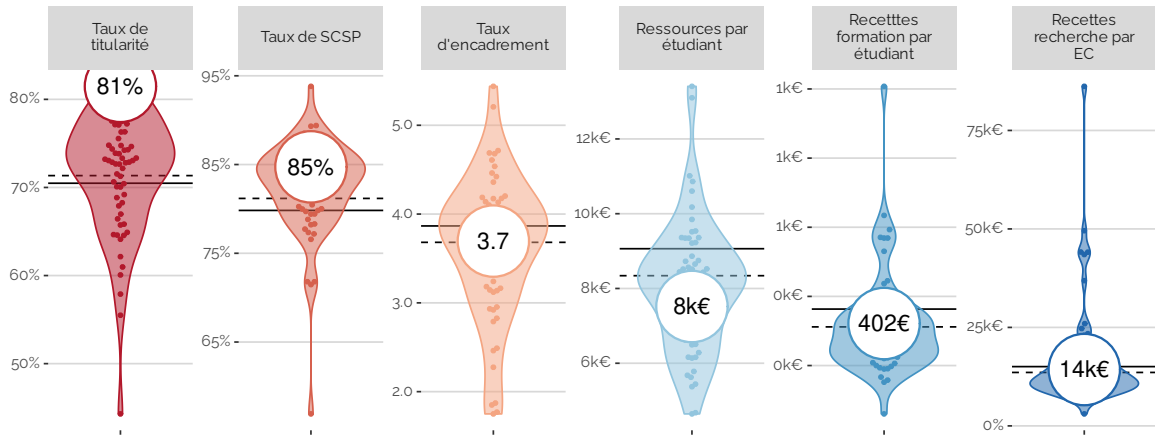 Taux de
titularité
81%
80%
70%
60%
50%
Taux de SCSP
95%
85%
85%
75%
65%
Taux
d'encadrement
5.0
4.0
3.7
3.0
2.0
Ressources par
étudiant
12k€
10k€
8k€
8k€
6k€
Recetttes
formation par
étudiant
1k€
1k€
1k€
0k€
402€
0k€
Recettes
recherche par
EC
75k€
50k€
25k€
14k€
0%